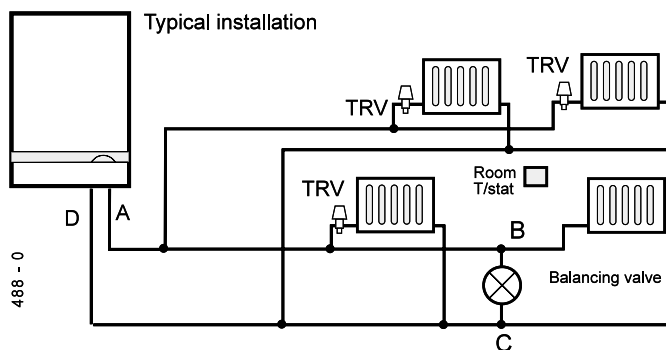 Typical installation
TRV
TRV
Room
T/stat
TRV
D
A
B
Balancing valve
C
488 - 0